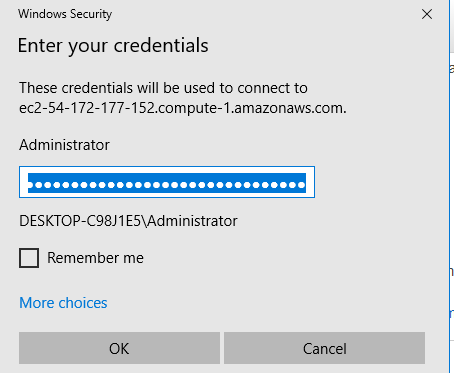 Windows Security
Enter your credentials
These credentials will be used to connect to
ec2-54-172-177-152.compute-1.amazonaws.com.
Administrator
DESKTOP-C98J1E5\Administrator
Remember me
More choices
OK
Cancel